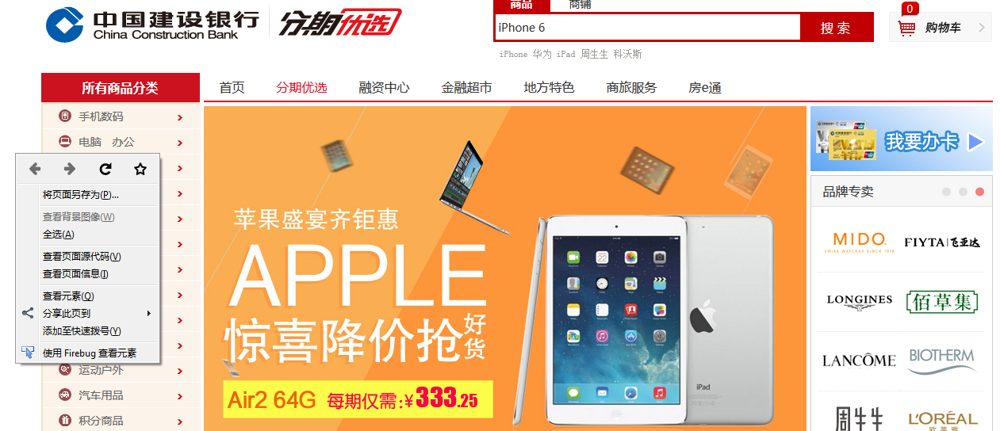 中国建设银行
China Construction Bank
分期优选
商品
商铺
iPhone 6
搜 索
0
购物车
iPhone 华为 iPad 周生生 科沃斯
所有商品分类
首页
分期优选
融资中心
金融超市
地方特色
商旅服务
房e通
手机数码
电脑 办公
将页面另存为(P)...
查看背景图像(W)
全选(A)
查看页面源代码(V)
查看页面信息(I)
查看元素(Q)
分享此页到
添加至快速拨号(Y)
使用 Firebug 查看元素
运动户外
汽车用品
积分商品
苹果盛宴齐钜惠
APPLE
惊喜降价抢好货
Air2 64G 每期仅需:¥333.25
iPad
我要办卡
品牌专卖
MIDO
SWISS WATCHES SINCE 1918
FIYTA 飞亚达
LONGINES
佰草集
LANCÔME
BIOTHERM
周生生
L'ORÉAL